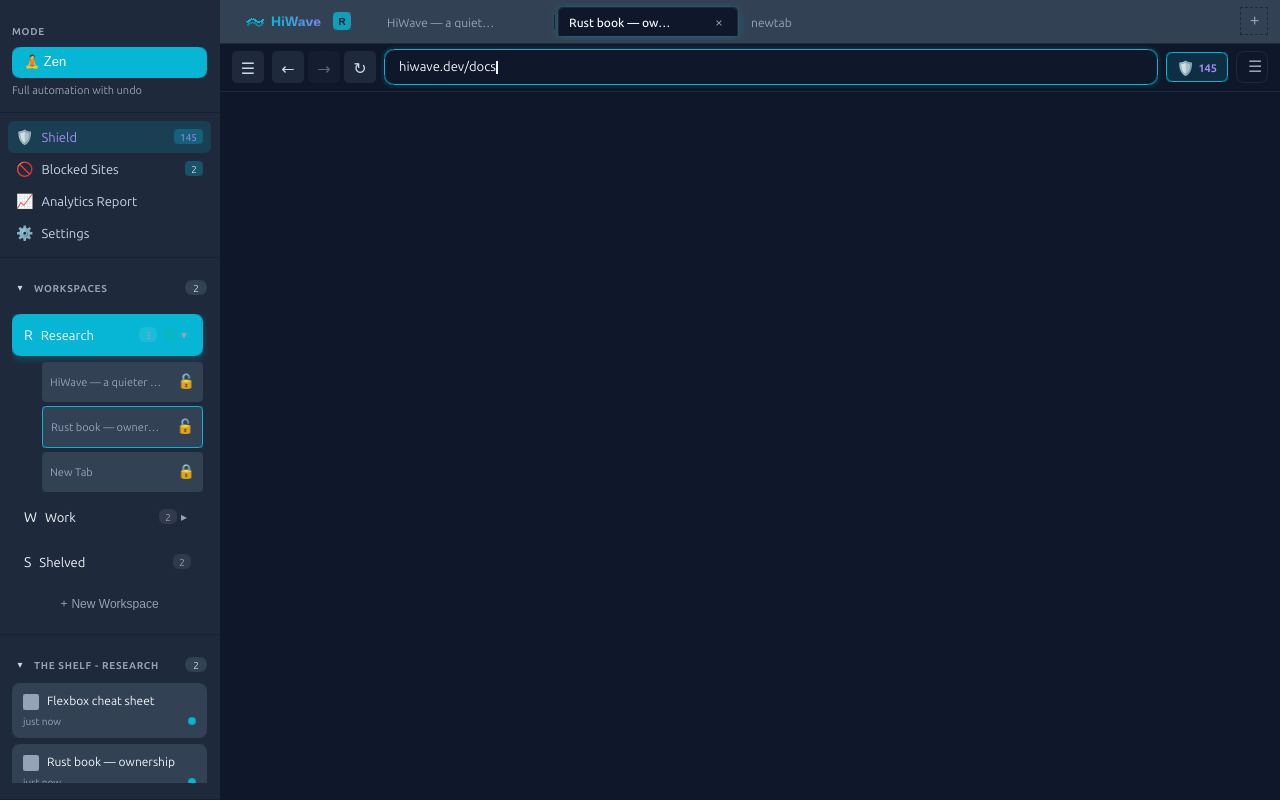 MODE
Zen
Full automation with undo
Shield 145
Blocked Sites 2
Analytics Report
Settings
WORKSPACES 2
R Research
HiWave — a quieter …
Rust book — owner…
New Tab
W Work 2
S Shelved 2
+ New Workspace
THE SHELF - RESEARCH 2
Flexbox cheat sheet
just now
Rust book — ownership
just now
HiWave R
HiWave — a quiet…
Rust book — ow… ×
newtab
+
hiwave.dev/docs
145